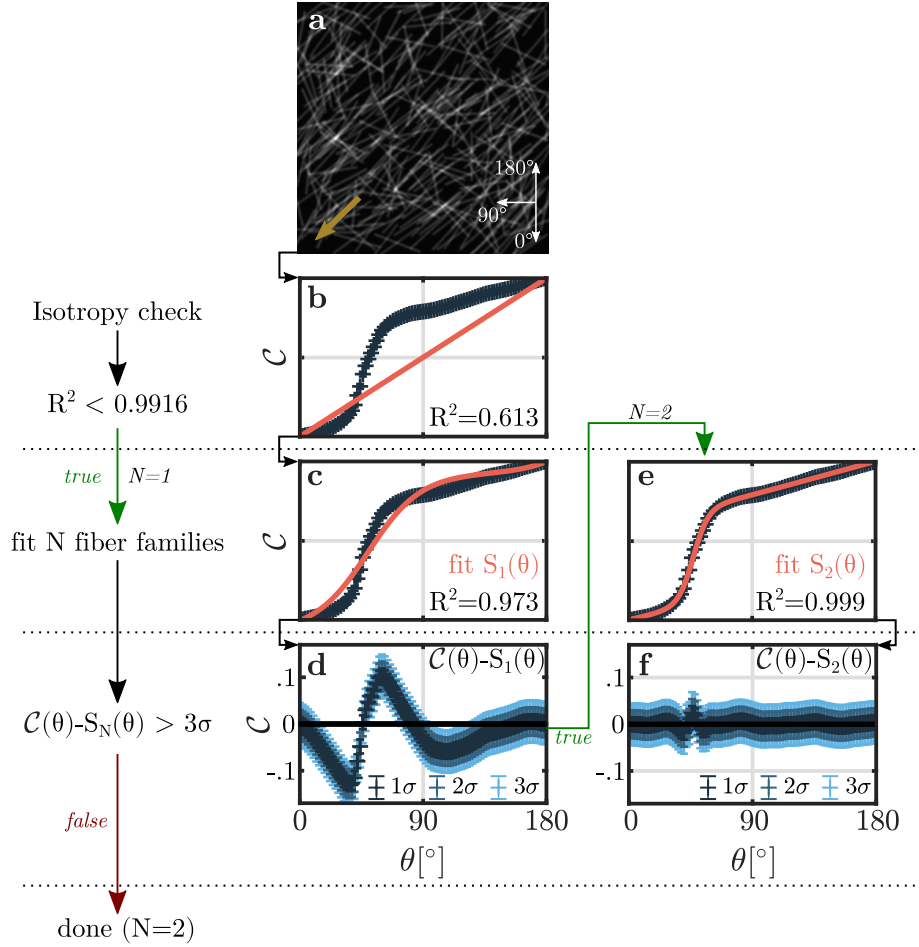 a
180°
90°
0°
Isotropy check
R² < 0.9916
true
N=1
fit N fiber families
C(θ)-S_N(θ) > 3σ
false
done (N=2)
b
C
R²=0.613
c
C
fit S₁(θ)
R²=0.973
N=2
e
fit S₂(θ)
R²=0.999
d
C(θ)-S₁(θ)
C
.1
0
-.1
1σ 2σ 3σ
0 90 180
θ[°]
true
f
C(θ)-S₂(θ)
.1
0
-.1
1σ 2σ 3σ
0 90 180
θ[°]